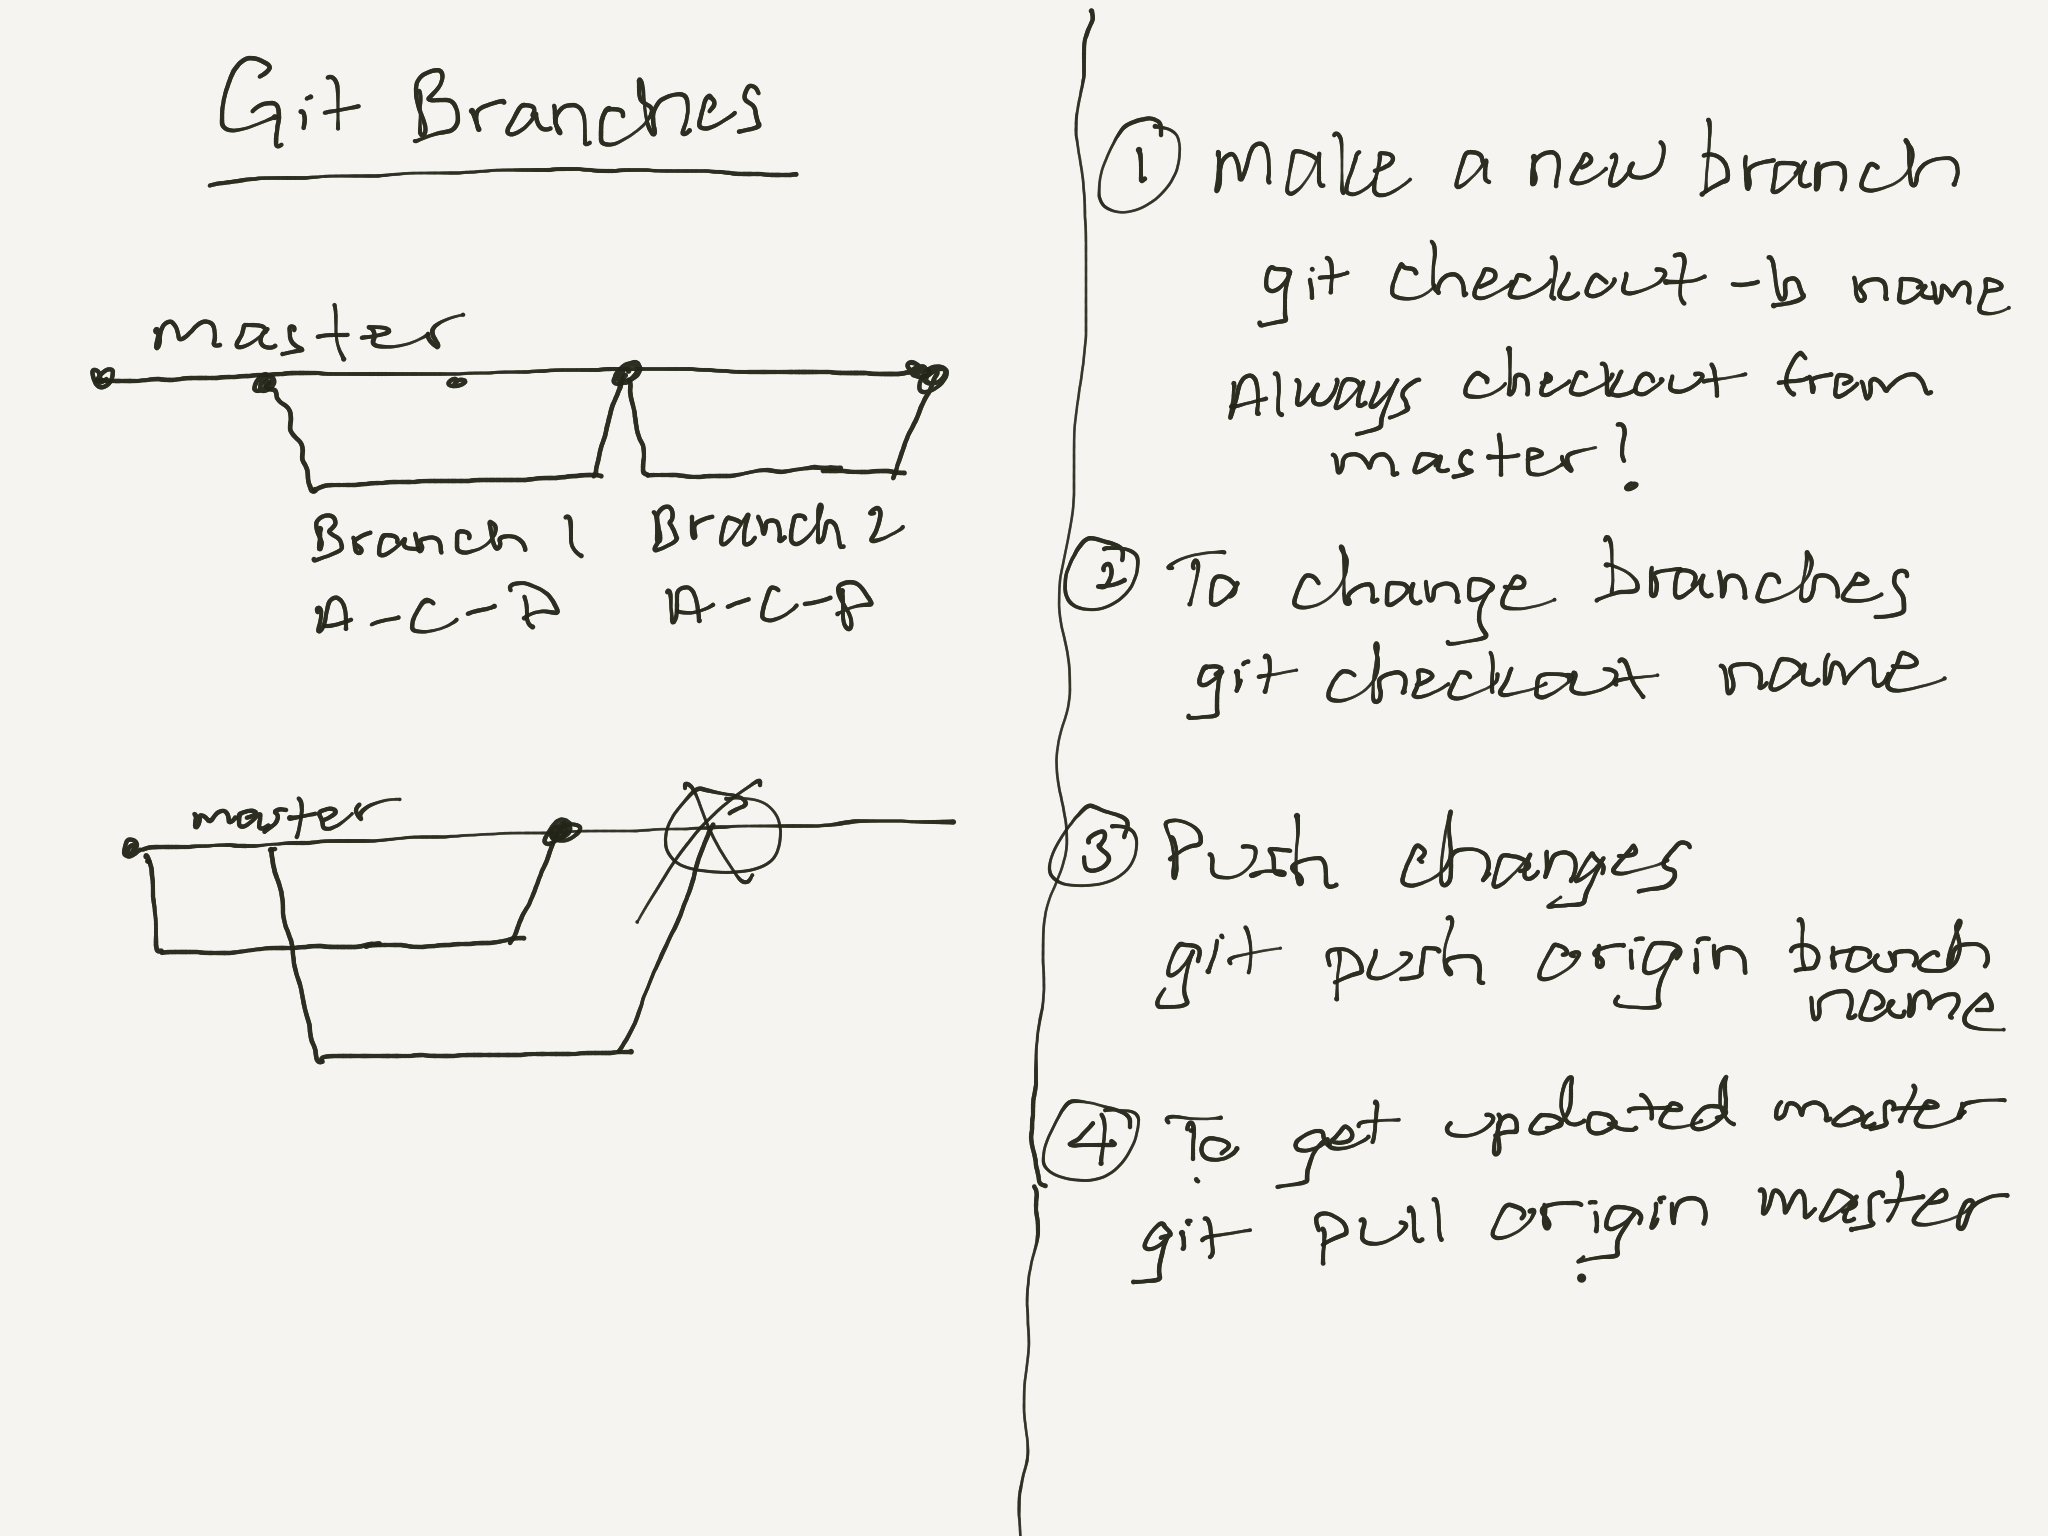 Git Branches
master
Branch 1 Branch 2
A-C-P A-C-P
master
?
① Make a new branch
git checkout -b name
Always checkout from
master!
② To change branches
git checkout name
③ Push changes
git push origin branch
name
④ To get updated master
git pull origin master